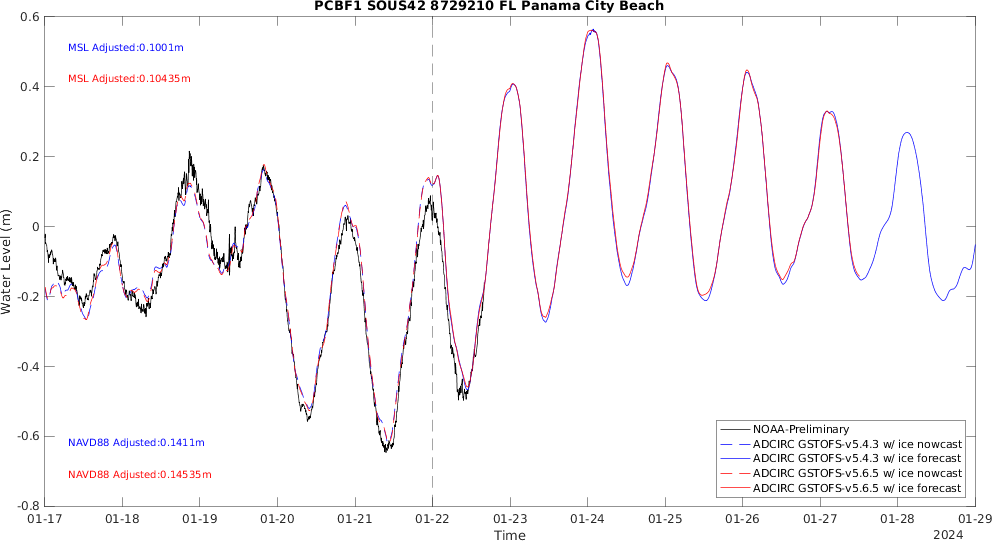 PCBF1 SOUS42 8729210 FL Panama City Beach
0.6
0.4
0.2
0
-0.2
-0.4
-0.6
-0.8
Water Level (m)
MSL Adjusted:0.1001m
MSL Adjusted:0.10435m
NAVD88 Adjusted:0.1411m
NAVD88 Adjusted:0.14535m
NOAA-Preliminary
ADCIRC GSTOFS-v5.4.3 w/ ice nowcast
ADCIRC GSTOFS-v5.4.3 w/ ice forecast
ADCIRC GSTOFS-v5.6.5 w/ ice nowcast
ADCIRC GSTOFS-v5.6.5 w/ ice forecast
01-17 01-18 01-19 01-20 01-21 01-22 01-23 01-24 01-25 01-26 01-27 01-28 01-29
Time
2024